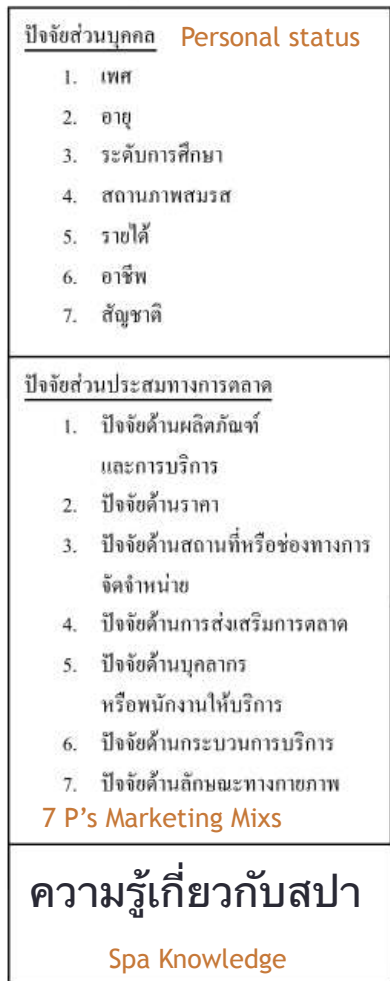 ปัจจัยส่วนบุคคล Personal status
1. เพศ
2. อายุ
3. ระดับการศึกษา
4. สถานภาพสมรส
5. รายได้
6. อาชีพ
7. สัญชาติ
ปัจจัยส่วนประสมทางการตลาด
1. ปัจจัยด้านผลิตภัณฑ์
และการบริการ
2. ปัจจัยด้านราคา
3. ปัจจัยด้านสถานที่หรือช่องทางการ
จัดจำหน่าย
4. ปัจจัยด้านการส่งเสริมการตลาด
5. ปัจจัยด้านบุคลากร
หรือพนักงานให้บริการ
6. ปัจจัยด้านกระบวนการบริการ
7. ปัจจัยด้านลักษณะทางกายภาพ
7 P's Marketing Mixs
ความรู้เกี่ยวกับสปา
Spa Knowledge